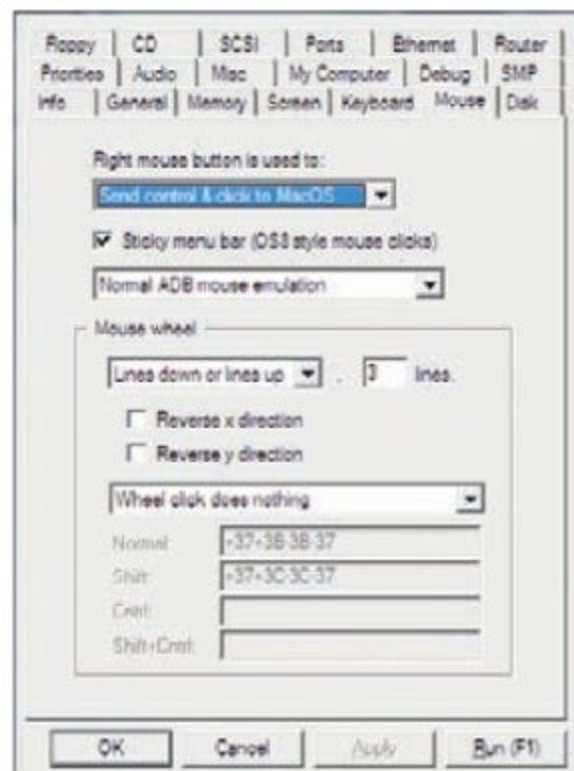 Floppy CD SCSI Ports Ethernet Router
Priorities Audio Misc My Computer Debug SMP
Info General Memory Screen Keyboard Mouse Disk
Right mouse button is used to:
Send control & click to MacOS
Sticky menu bar (OS8 style mouse clicks)
Normal ADB mouse emulation
Mouse wheel
Lines down or lines up . 3 lines.
Reverse x direction
Reverse y direction
Wheel click does nothing
Normal: +37+3B-3B-37
Shift: +37+3C-3C-37
Cntrl:
Shift+Cntrl:
OK Cancel Apply Run (F1)